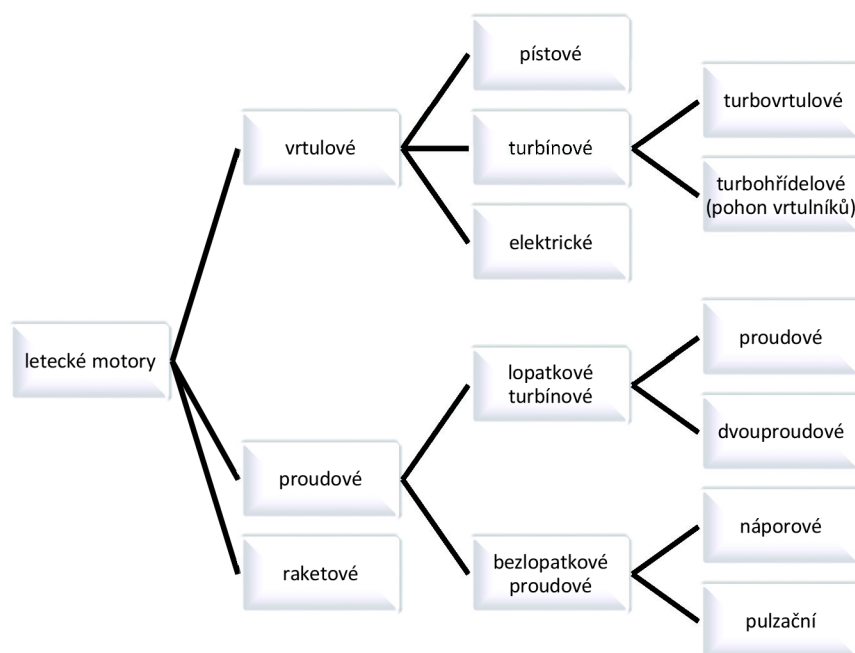 letecké motory
vrtulové
pístové
turbínové
turbovrtulové
turbohřídelové
(pohon vrtulníků)
elektrické
proudové
lopatkové
turbínové
proudové
dvouproudové
bezlopatkové
proudové
náporové
pulzační
raketové